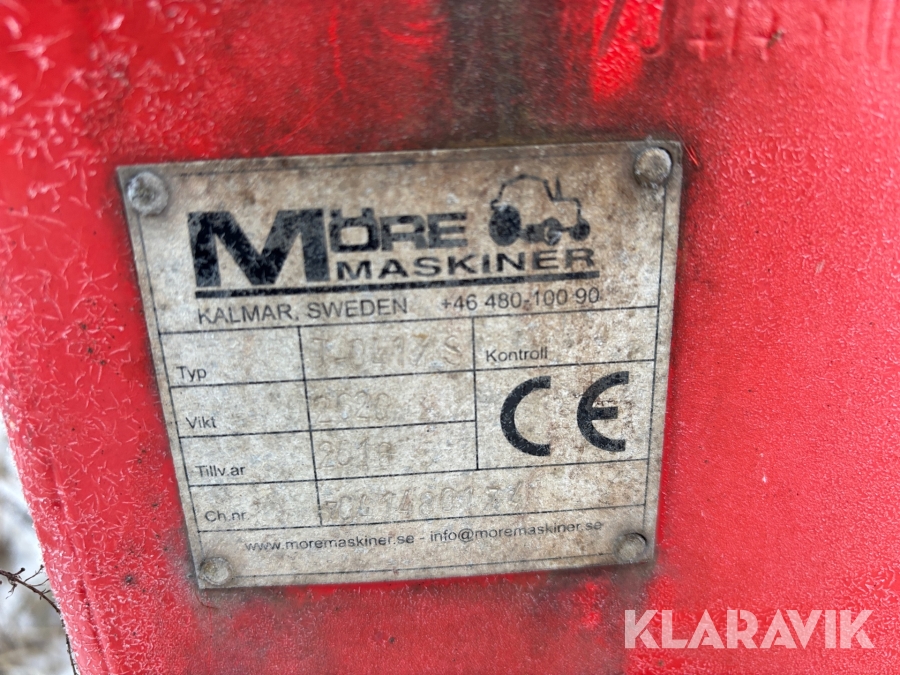 MÖRE
MASKINER
KALMAR, SWEDEN +46 480-100 90
Typ
Kontroll
CE
Vikt
Tillv.år
Ch.nr.
www.moremaskiner.se - info@moremaskiner.se
KLARAVIK